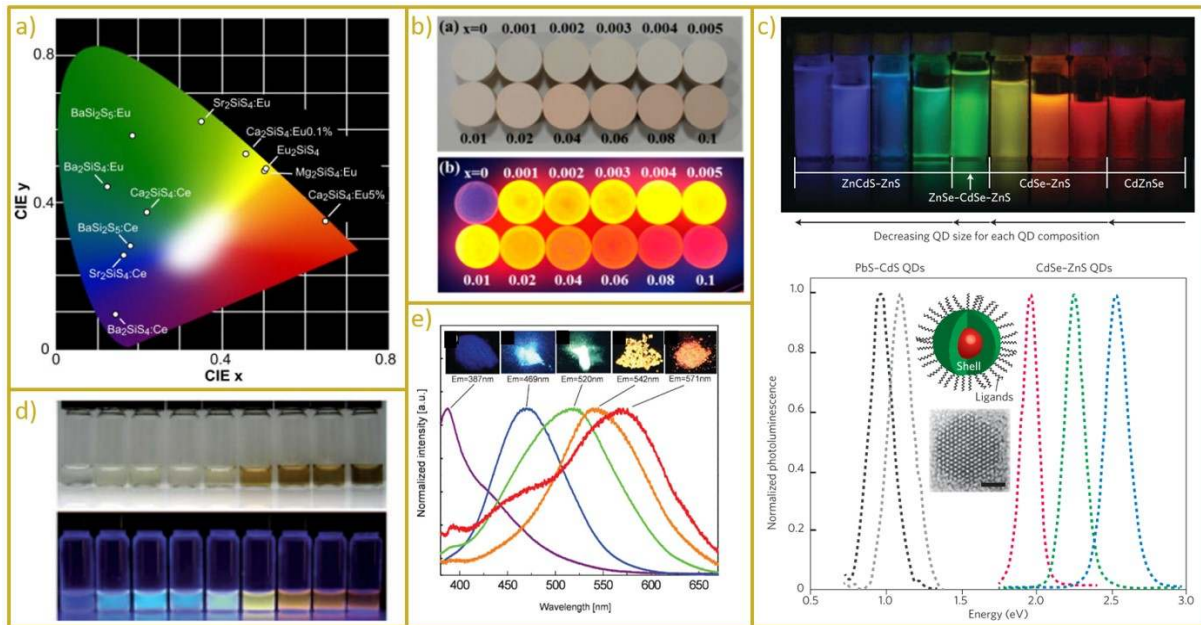 a)
0.8
CIE y
0.4
0
0
0.4
0.8
CIE x
Sr₂SiS₄:Eu
BaSi₂S₅:Eu
Ca₂SiS₄:Eu0.1%
Eu₂SiS₄
Mg₂SiS₄:Eu
Ba₂SiS₄:Eu
Ca₂SiS₄:Ce
Ca₂SiS₄:Eu5%
BaSi₂S₅:Ce
Sr₂SiS₄:Ce
Ba₂SiS₄:Ce
b)
(a) x=0 0.001 0.002 0.003 0.004 0.005
0.01 0.02 0.04 0.06 0.08 0.1
(b) x=0 0.001 0.002 0.003 0.004 0.005
0.01 0.02 0.04 0.06 0.08 0.1
c)
ZnCdS-ZnS
ZnSe-CdSe-ZnS
CdSe-ZnS
CdZnSe
Decreasing QD size for each QD composition
PbS-CdS QDs
CdSe-ZnS QDs
Shell
Ligands
Normalized photoluminescence
1.0
0.8
0.6
0.4
0.2
0
0.5 1.0 1.5 2.0 2.5 3.0
Energy (eV)
d)
e)
Em=387nm Em=469nm Em=520nm Em=542nm Em=571nm
Normalized intensity [a.u.]
400 450 500 550 600 650
Wavelength [nm]